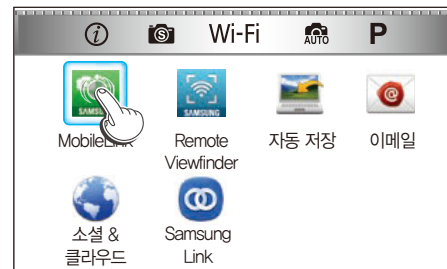 Wi-Fi
AUTO
P
SAMSUNG
SAMSUNG
MobileLink
Remote
Viewfinder
자동 저장
이메일
소셜 &
클라우드
Samsung
Link